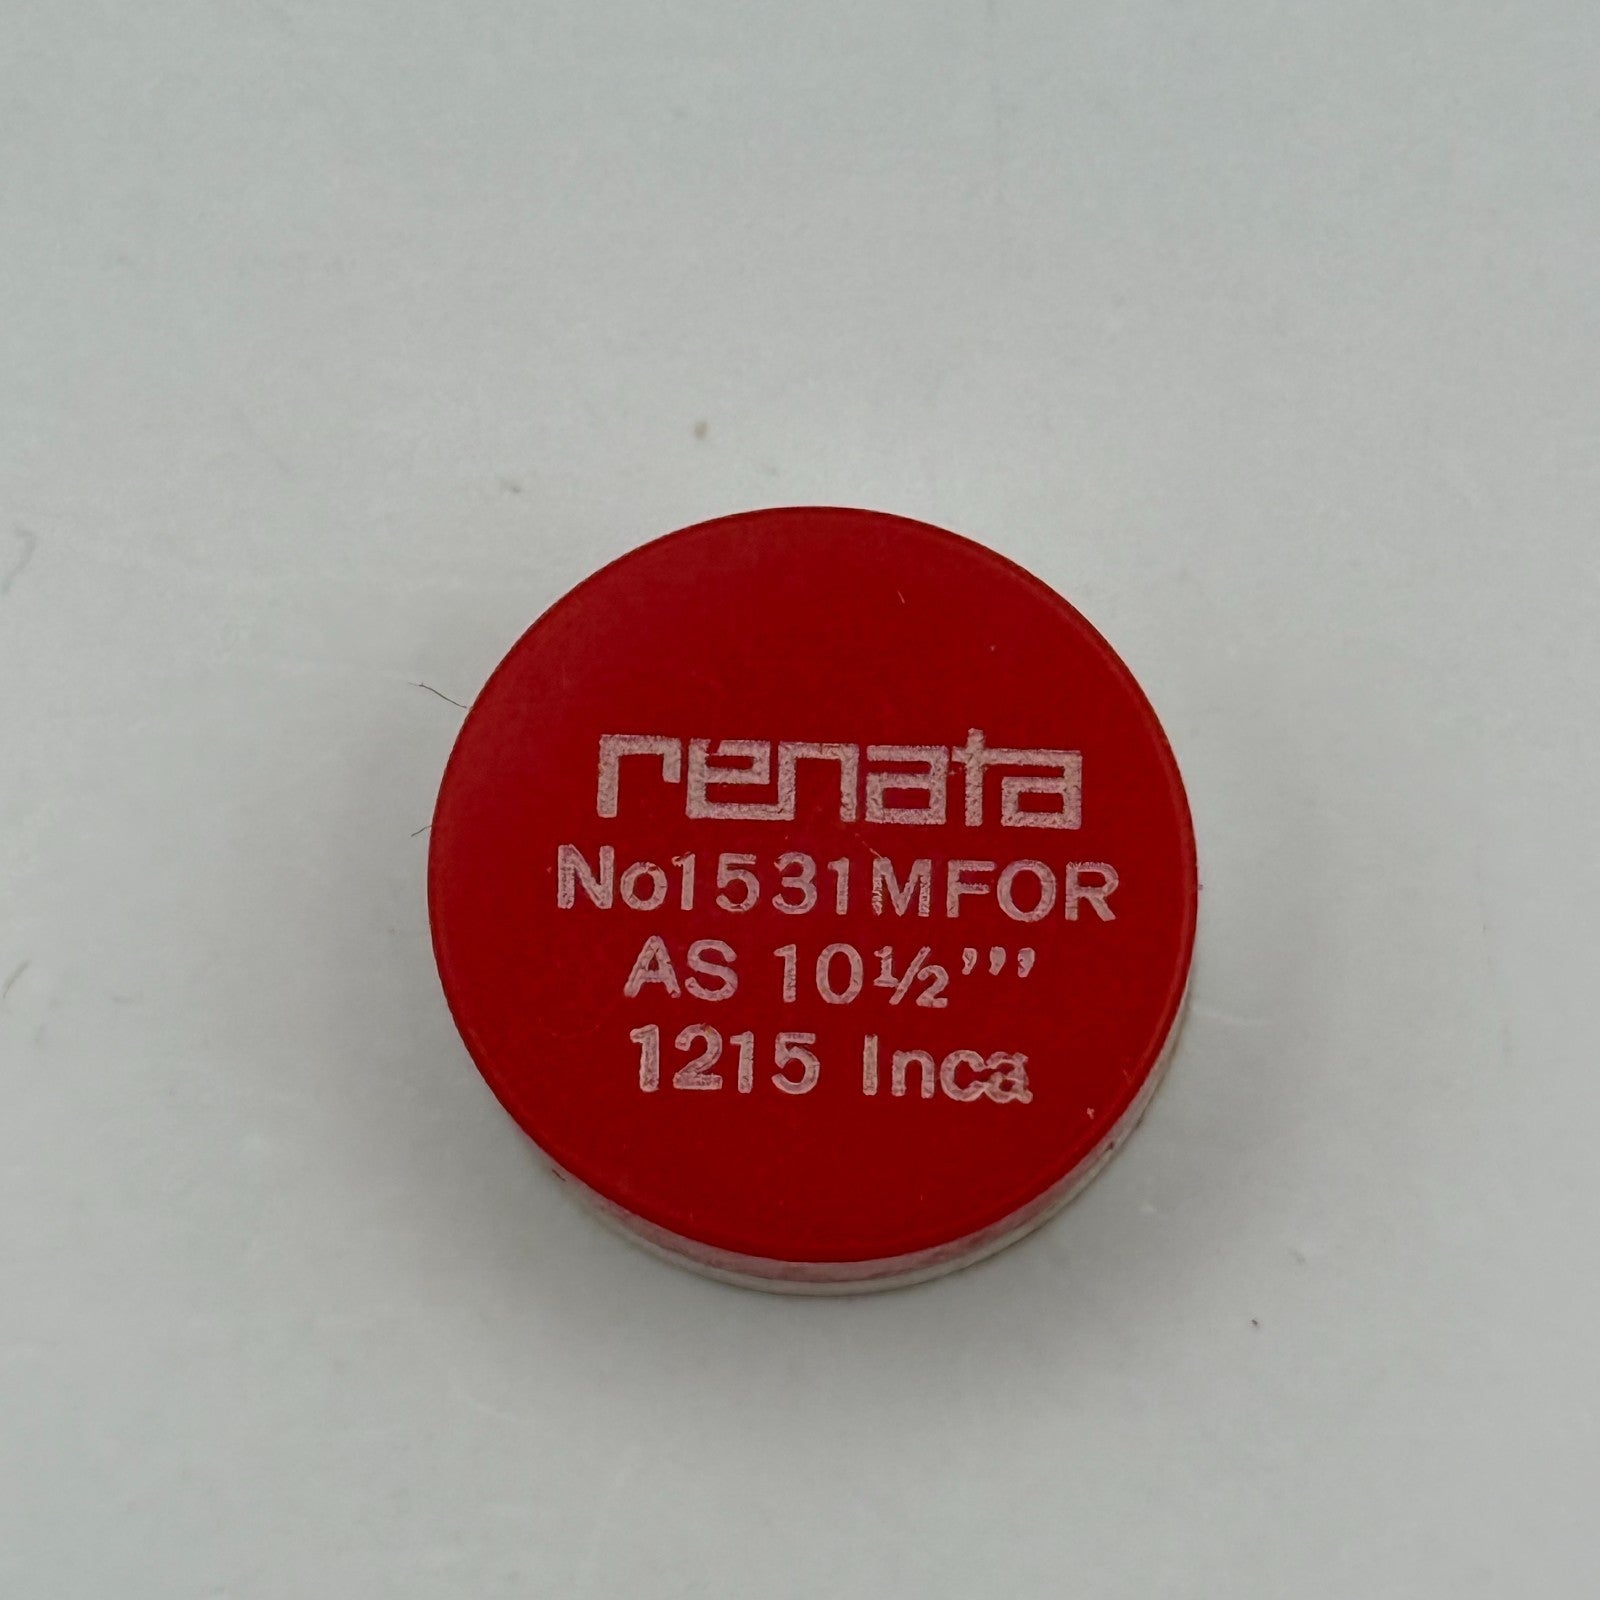 renata
No1531MFOR
AS 10½’’’
1215 Inca